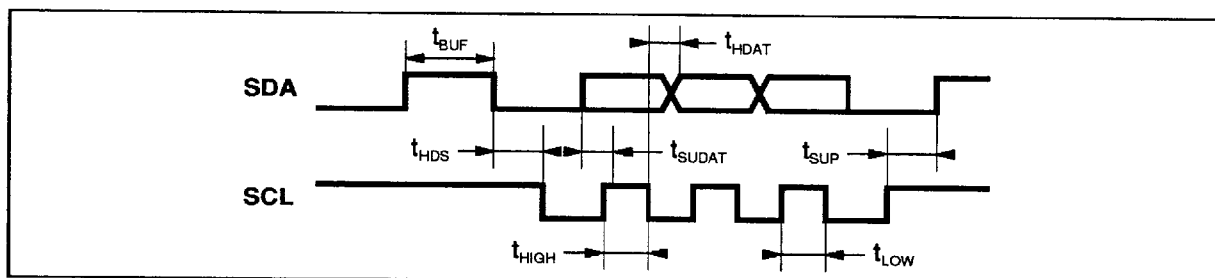 tBUF
tHDAT
SDA
tHDS
tSUDAT
tSUP
SCL
tHIGH
tLOW